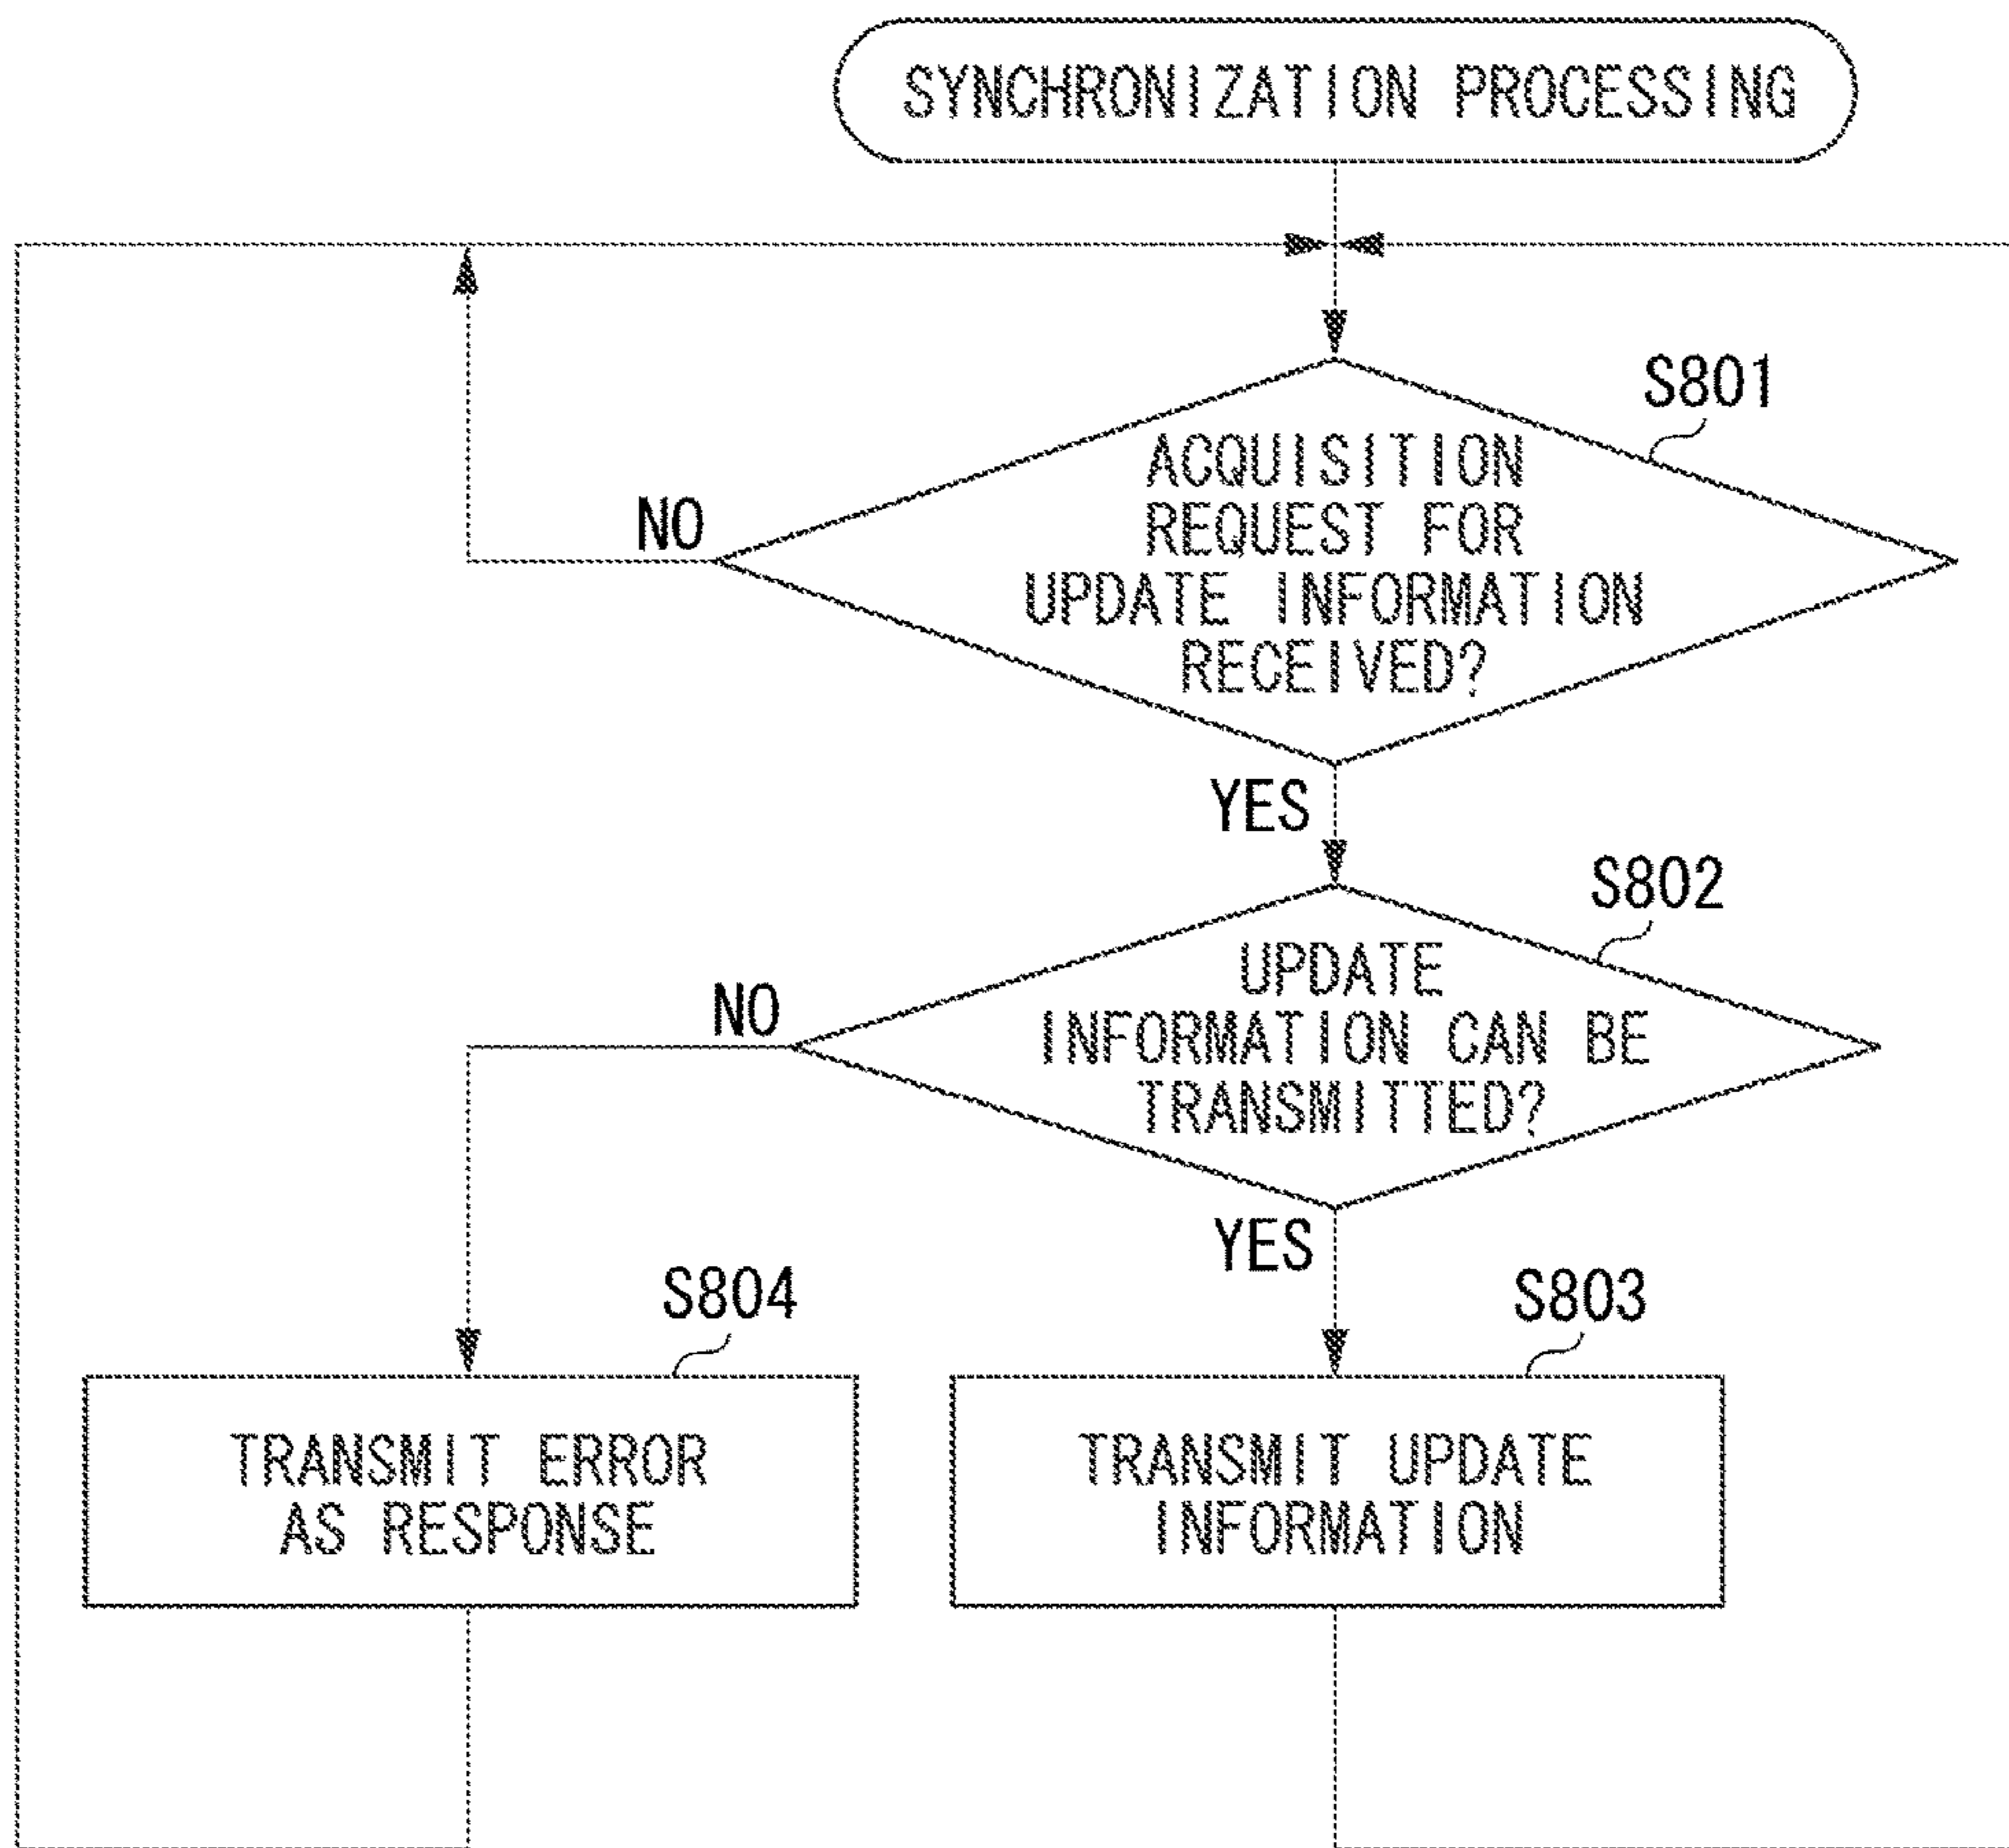 SYNCHRONIZATION PROCESSING
S801
ACQUISITION
REQUEST FOR
UPDATE INFORMATION
RECEIVED?
NO
YES
S802
UPDATE
INFORMATION CAN BE
TRANSMITTED?
NO
YES
S804
TRANSMIT ERROR
AS RESPONSE
S803
TRANSMIT UPDATE
INFORMATION